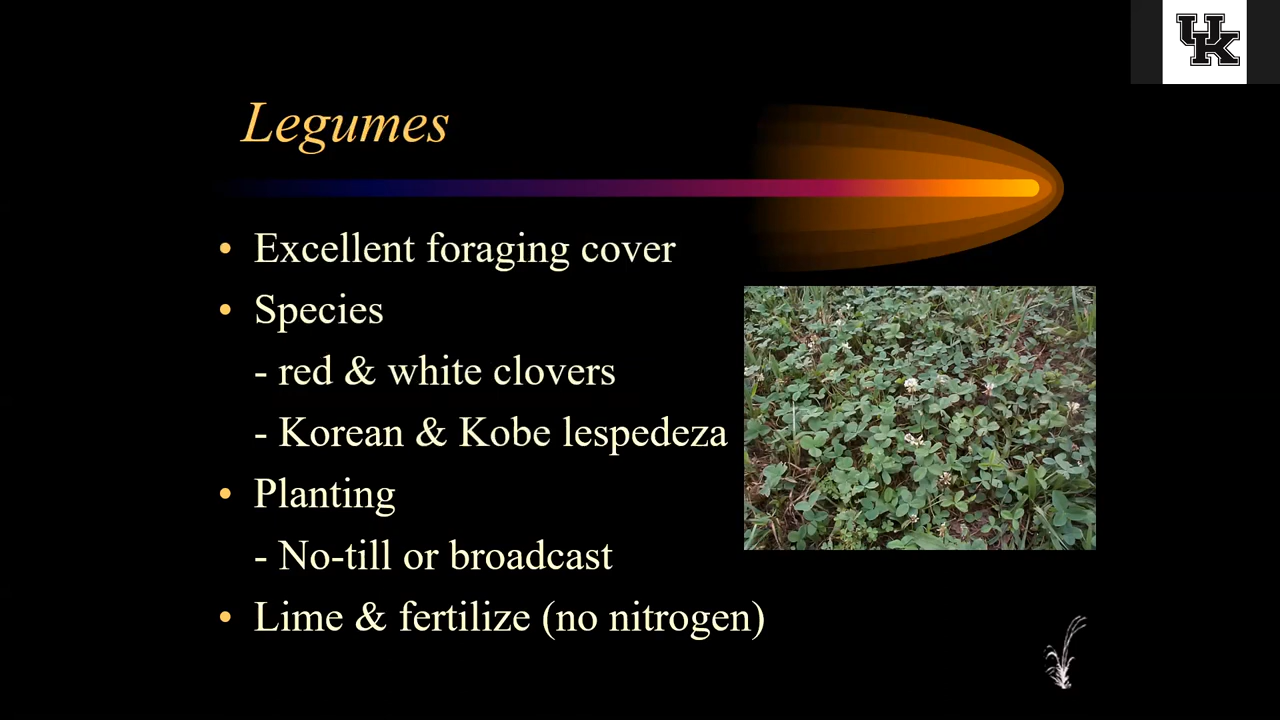 UK
Legumes
• Excellent foraging cover
• Species
- red & white clovers
- Korean & Kobe lespedeza
• Planting
- No-till or broadcast
• Lime & fertilize (no nitrogen)